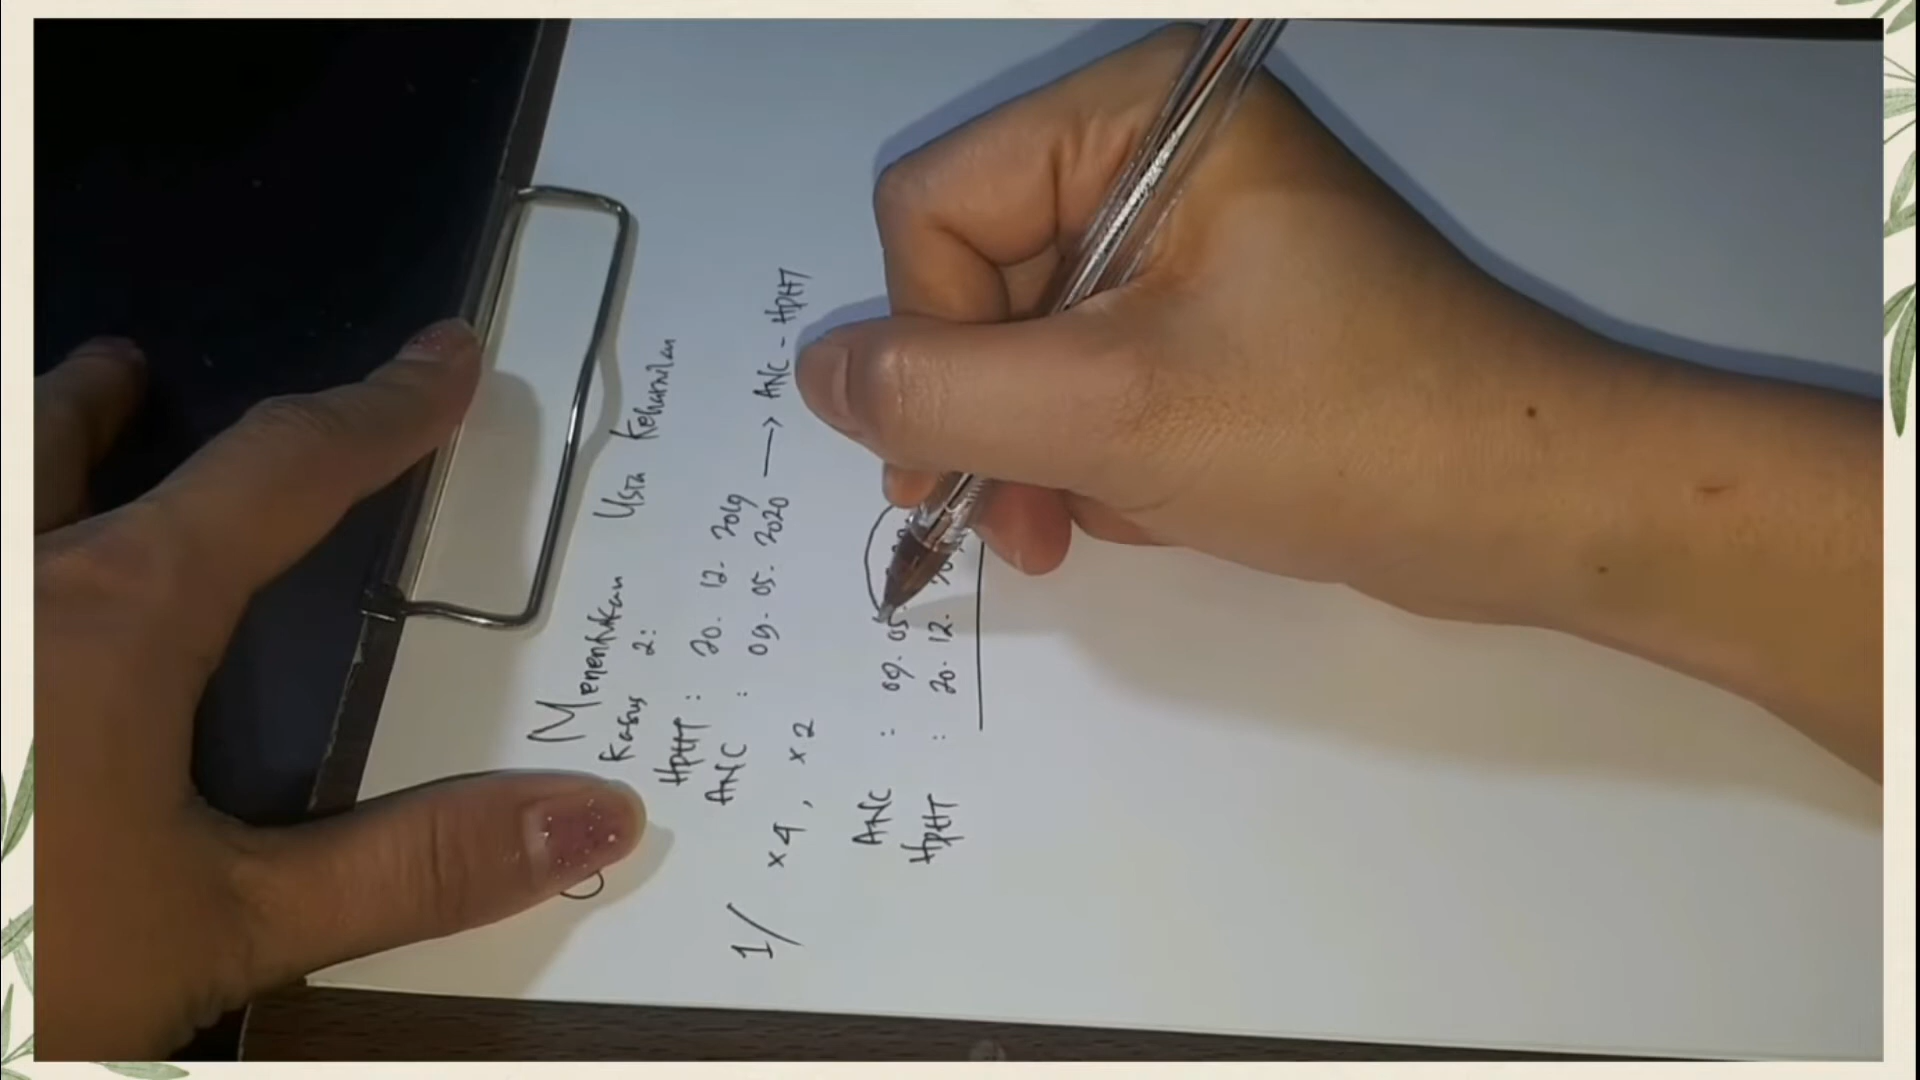 Menentukan Usia Kehamilan
Kasus 2:
HPHT : 20. 12. 2019
ANC : 09. 05. 2020 → ANC - HPHT
1/ x4, x2
ANC : 09. 05.
HPHT : 20. 12.